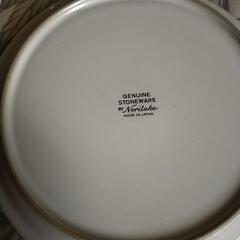 GENUINE
STONEWARE
BY Noritake
MADE IN JAPAN